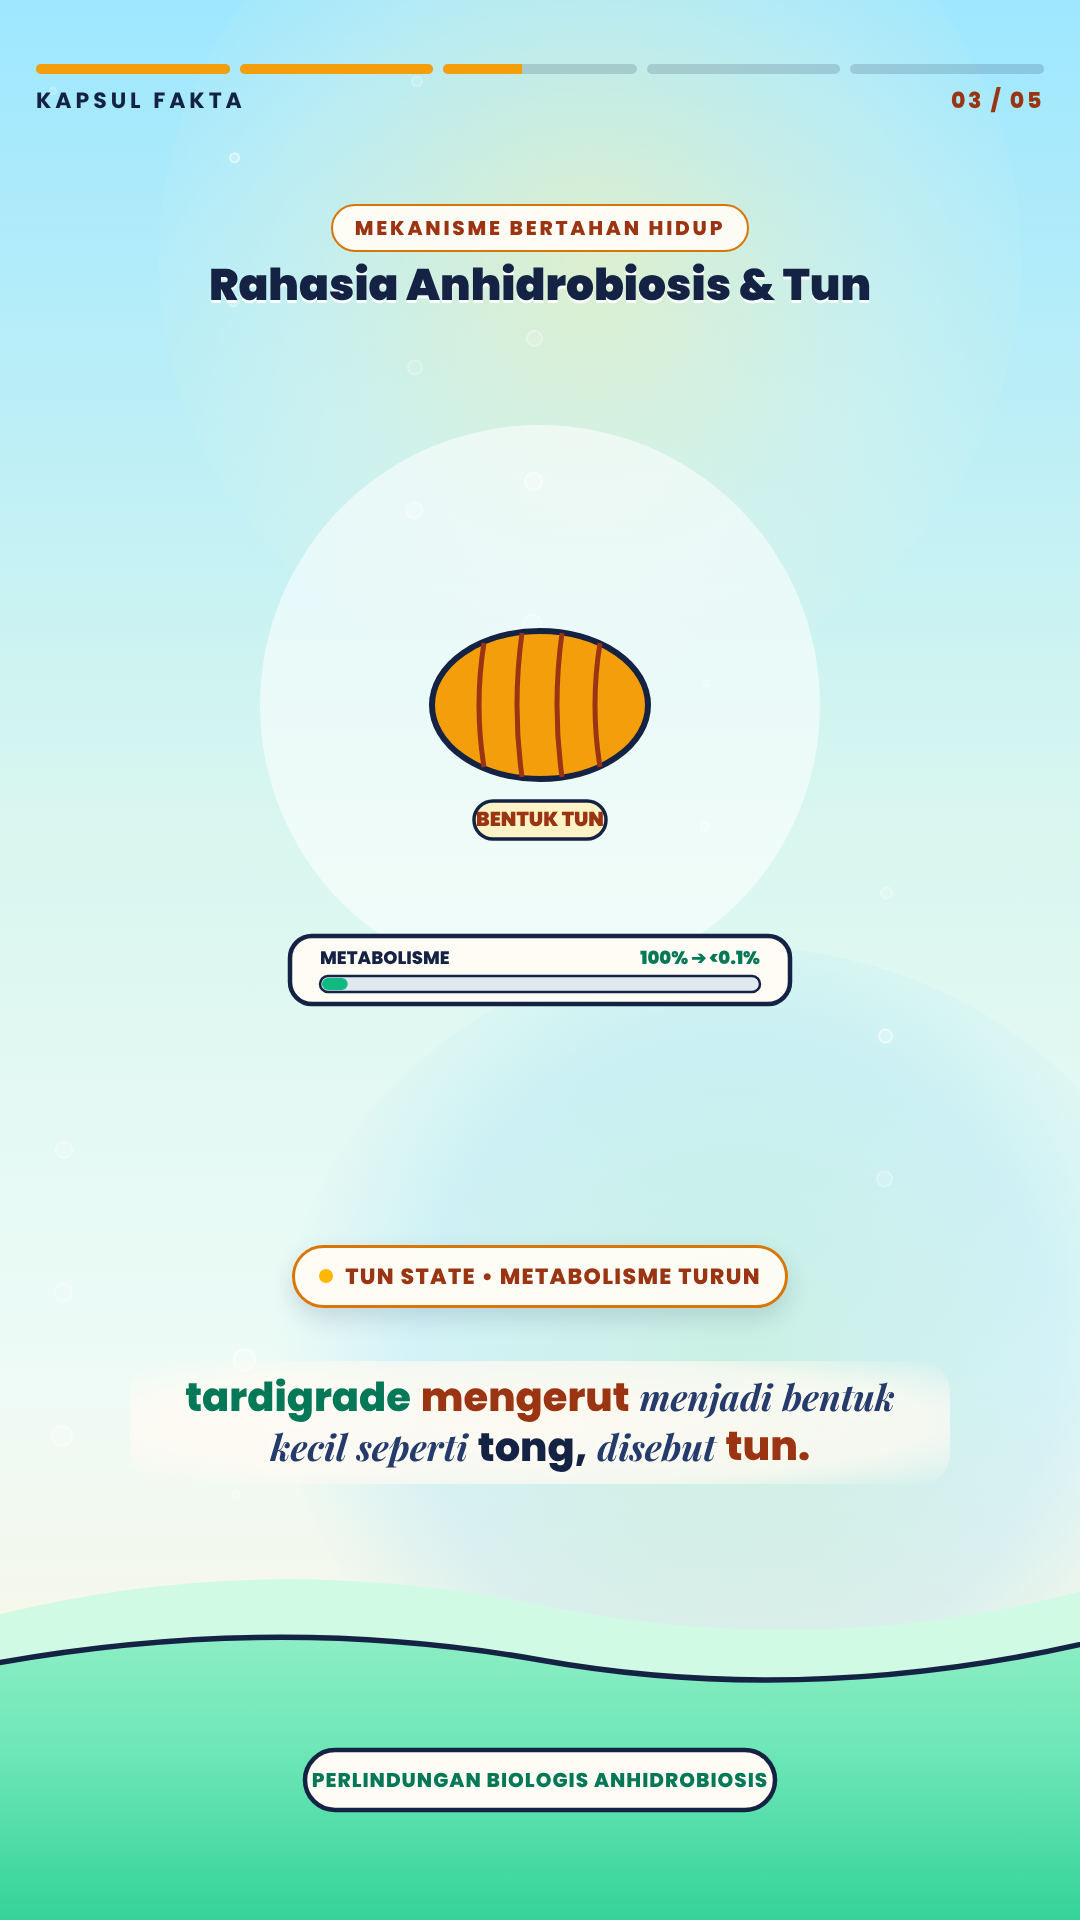 KAPSUL FAKTA
03 / 05
MEKANISME BERTAHAN HIDUP
Rahasia Anhidrobiosis & Tun
BENTUK TUN
METABOLISME
100% → <0.1%
TUN STATE • METABOLISME TURUN
tardigrade mengerut menjadi bentuk
kecil seperti tong, disebut tun.
PERLINDUNGAN BIOLOGIS ANHIDROBIOSIS